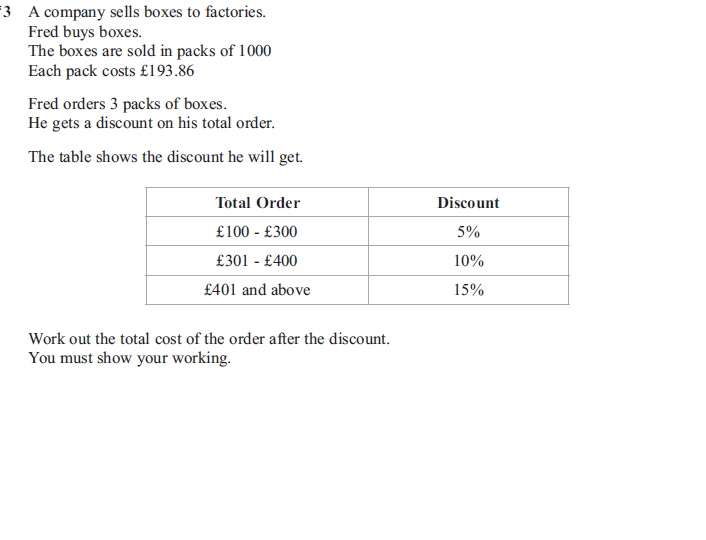 *3 A company sells boxes to factories.
Fred buys boxes.
The boxes are sold in packs of 1000
Each pack costs £193.86
Fred orders 3 packs of boxes.
He gets a discount on his total order.
The table shows the discount he will get.
Total Order Discount
£100 - £300 5%
£301 - £400 10%
£401 and above 15%
Work out the total cost of the order after the discount.
You must show your working.